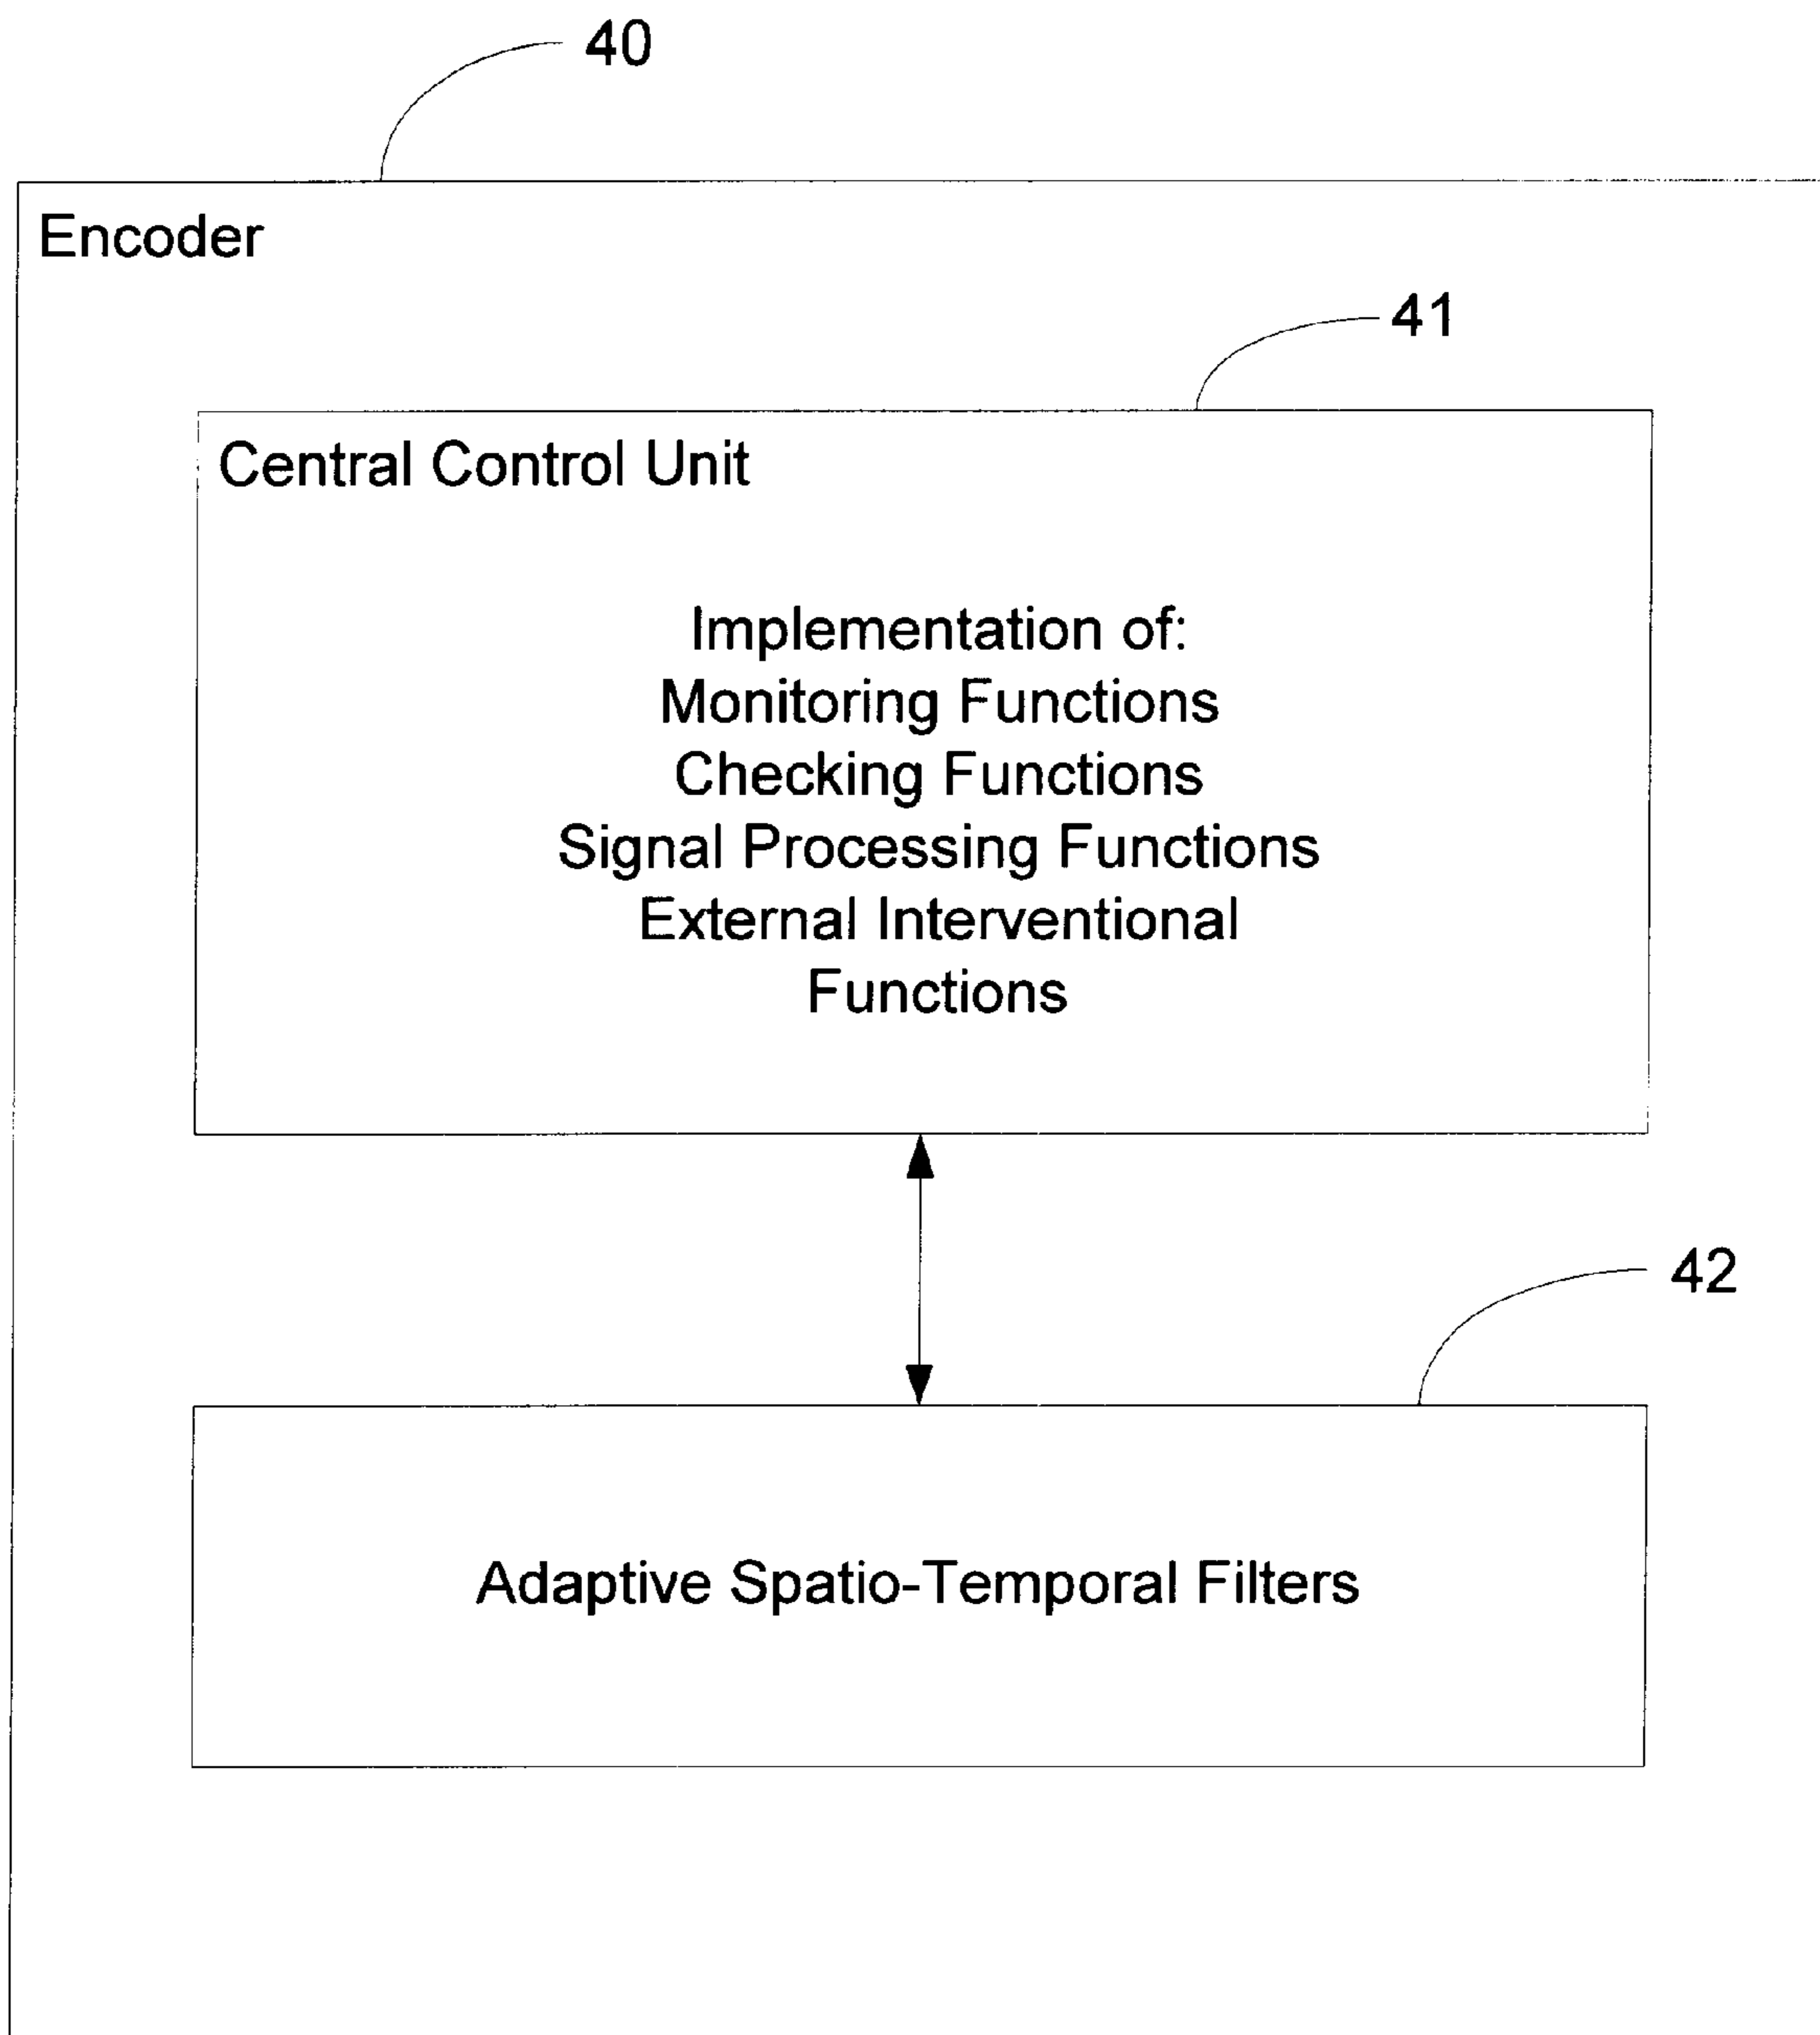 40
Encoder
41
Central Control Unit
Implementation of:
Monitoring Functions
Checking Functions
Signal Processing Functions
External Interventional
Functions
42
Adaptive Spatio-Temporal Filters